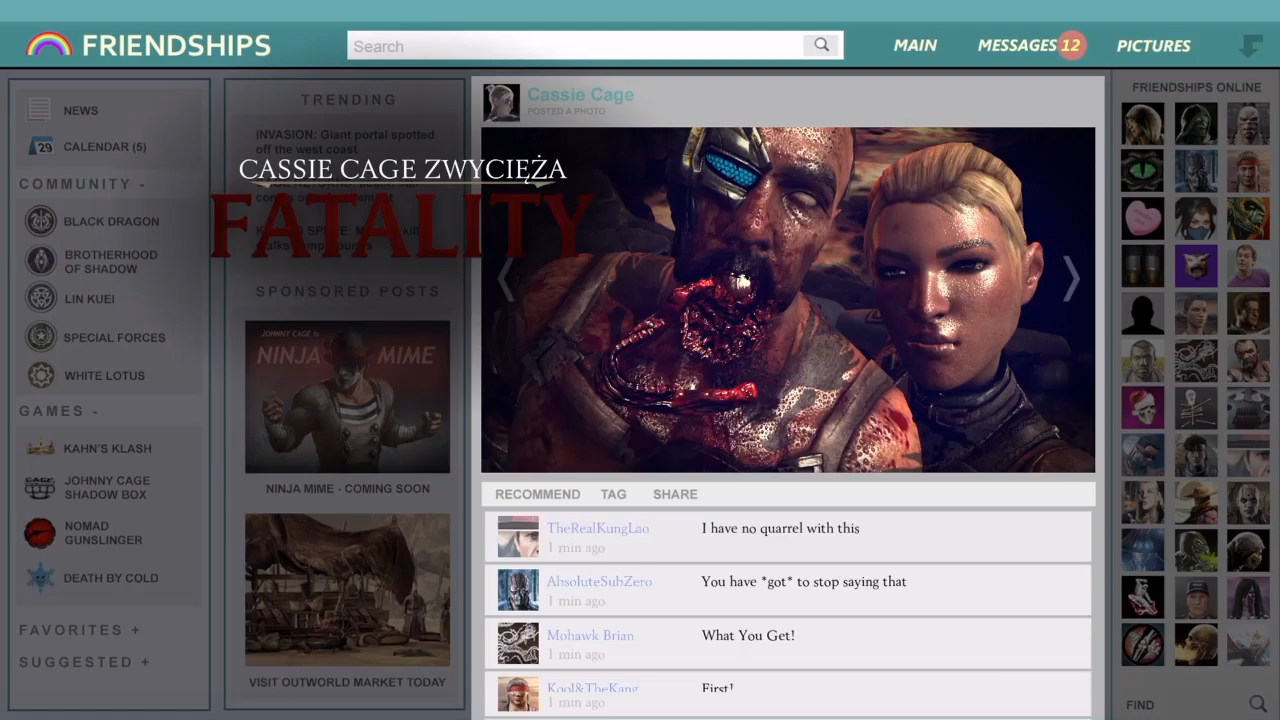 FRIENDSHIPS
Search
MAIN
MESSAGES 12
PICTURES
NEWS
29
CALENDAR (5)
COMMUNITY -
BLACK DRAGON
BROTHERHOOD
OF SHADOW
LIN KUEI
SPECIAL FORCES
WHITE LOTUS
GAMES -
KAHN'S KLASH
CAGE
JOHNNY CAGE
SHADOW BOX
NOMAD
GUNSLINGER
DEATH BY COLD
FAVORITES +
SUGGESTED +
TRENDING
INVASION: Giant portal spotted
off the west coast
CASSIE CAGE ZWYCIĘŻA
FATALITY
SPONSORED POSTS
JOHNNY CAGE is
NINJA MIME
NINJA MIME - COMING SOON
VISIT OUTWORLD MARKET TODAY
Cassie Cage
POSTED A PHOTO
RECOMMEND TAG SHARE
TheRealKungLao I have no quarrel with this
1 min ago
AbsoluteSubZero You have *got* to stop saying that
1 min ago
Mohawk Brian What You Get!
1 min ago
Kool&TheKang First!
1 min ago
FRIENDSHIPS ONLINE
FIND